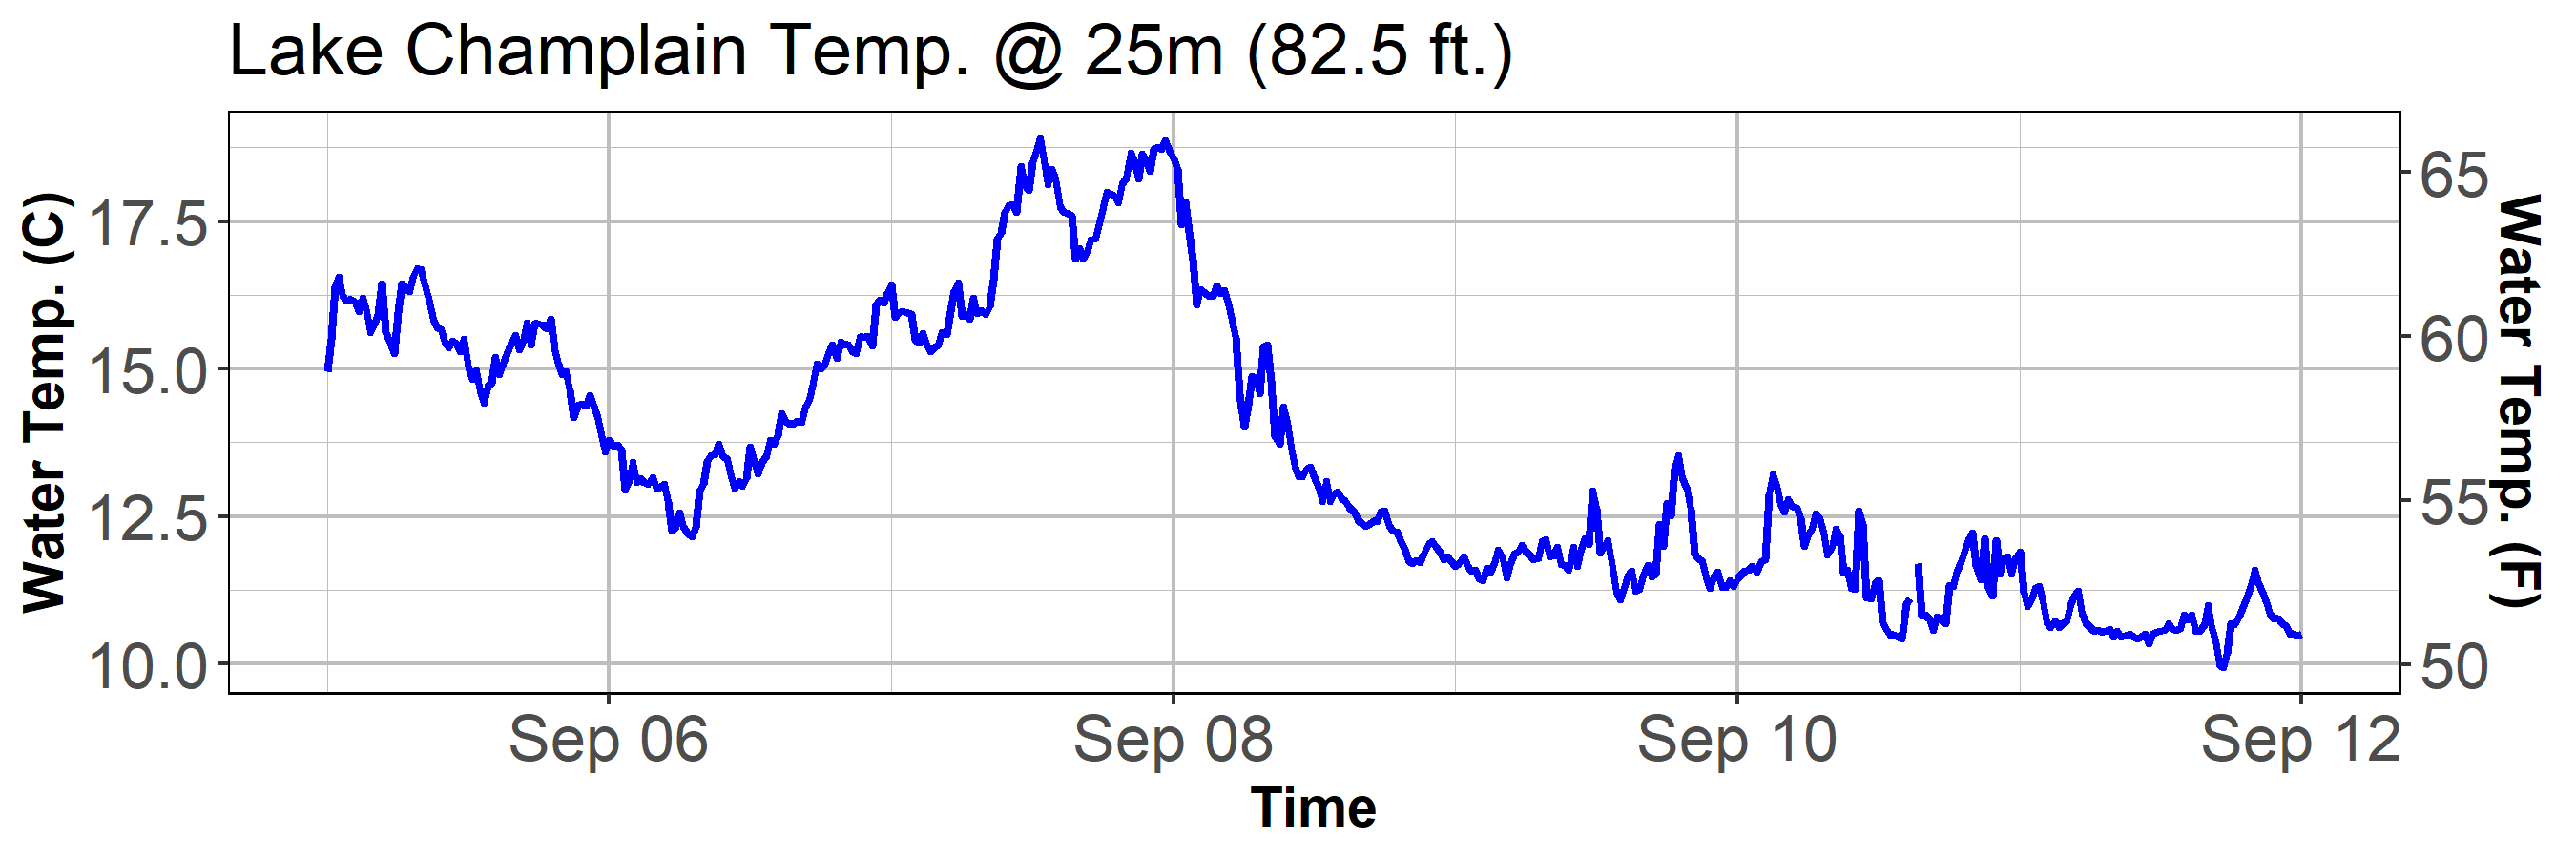 Lake Champlain Temp. @ 25m (82.5 ft.)
Water Temp. (C)
17.5
15.0
12.5
10.0
65
60
55
50
Water Temp. (F)
Sep 06
Sep 08
Sep 10
Sep 12
Time